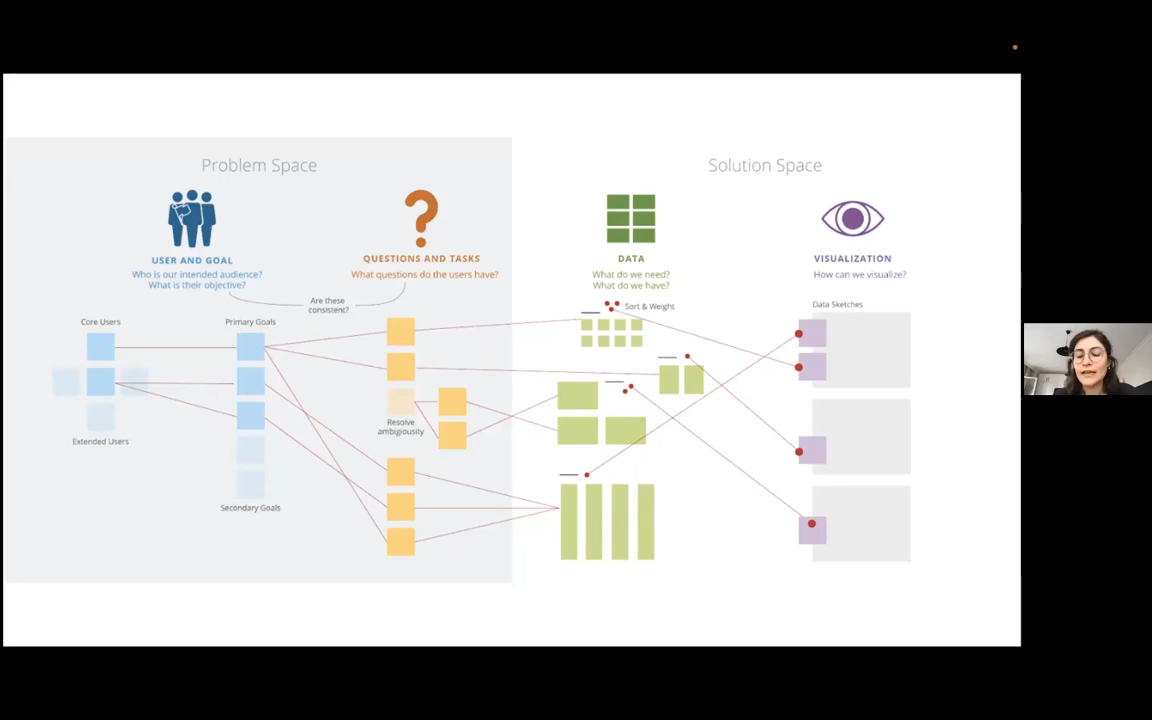 Problem Space
Solution Space
USER AND GOAL
Who is our intended audience?
What is their objective?
QUESTIONS AND TASKS
What questions do the users have?
DATA
What do we need?
What do we have?
VISUALIZATION
How can we visualize?
Are these
consistent?
Sort & Weight
Data Sketches
Core Users
Primary Goals
Resolve
ambigiousity
Extended Users
Secondary Goals